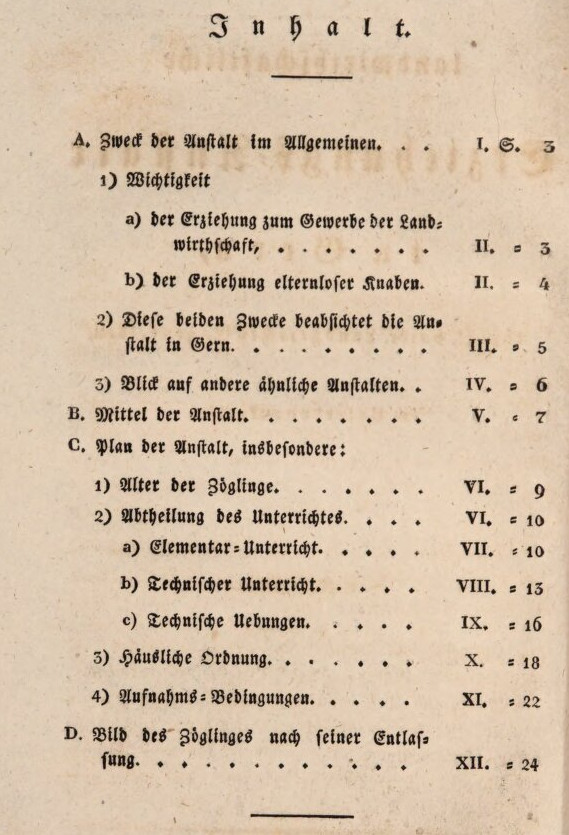 Inhalt.
A. Zweck der Anstalt im Allgemeinen. . . I. S. 3
1) Wichtigkeit
a) der Erziehung zum Gewerbe der Land-
wirthschaft, . . . . . . . II. = 3
b) der Erziehung elternloser Knaben. II. = 4
2) Diese beiden Zwecke beabsichtet die An-
stalt in Gern. . . . . . . . . III. = 5
3) Blick auf andere ähnliche Anstalten. . IV. = 6
B. Mittel der Anstalt. . . . . . . . V. = 7
C. Plan der Anstalt, insbesondere:
1) Alter der Zöglinge. . . . . . . VI. = 9
2) Abtheilung des Unterrichtes. . . . VI. = 10
a) Elementar-Unterricht. . . . . VII. = 10
b) Technischer Unterricht. . . . . VIII. = 13
c) Technische Uebungen. . . . . IX. = 16
3) Häusliche Ordnung. . . . . . . X. = 18
4) Aufnahms-Bedingungen. . . . . XI. = 22
D. Bild des Zöglinges nach seiner Entlas-
sung. . . . . . . . . . . . XII. = 24